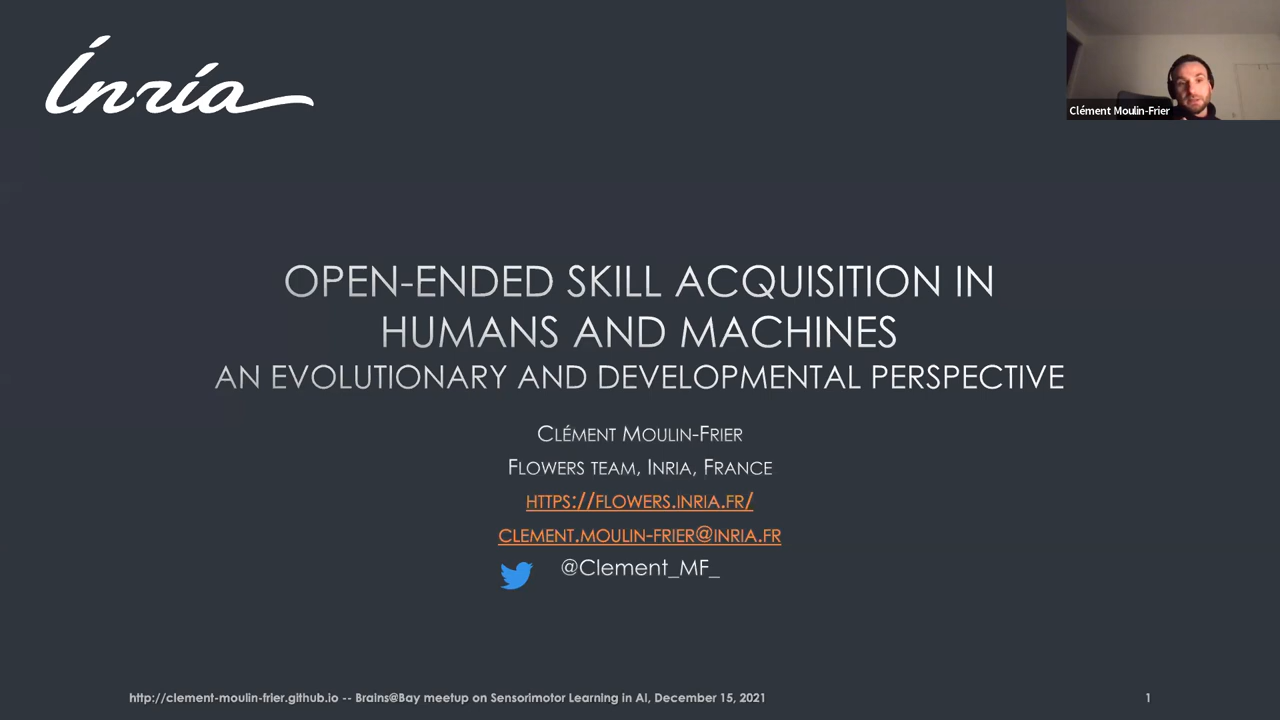 Inria
Clément Moulin-Frier
OPEN-ENDED SKILL ACQUISITION IN
HUMANS AND MACHINES
AN EVOLUTIONARY AND DEVELOPMENTAL PERSPECTIVE
CLÉMENT MOULIN-FRIER
FLOWERS TEAM, INRIA, FRANCE
HTTPS://FLOWERS.INRIA.FR/
CLEMENT.MOULIN-FRIER@INRIA.FR
@Clement_MF_
http://clement-moulin-frier.github.io -- Brains@Bay meetup on Sensorimotor Learning in AI, December 15, 2021
1